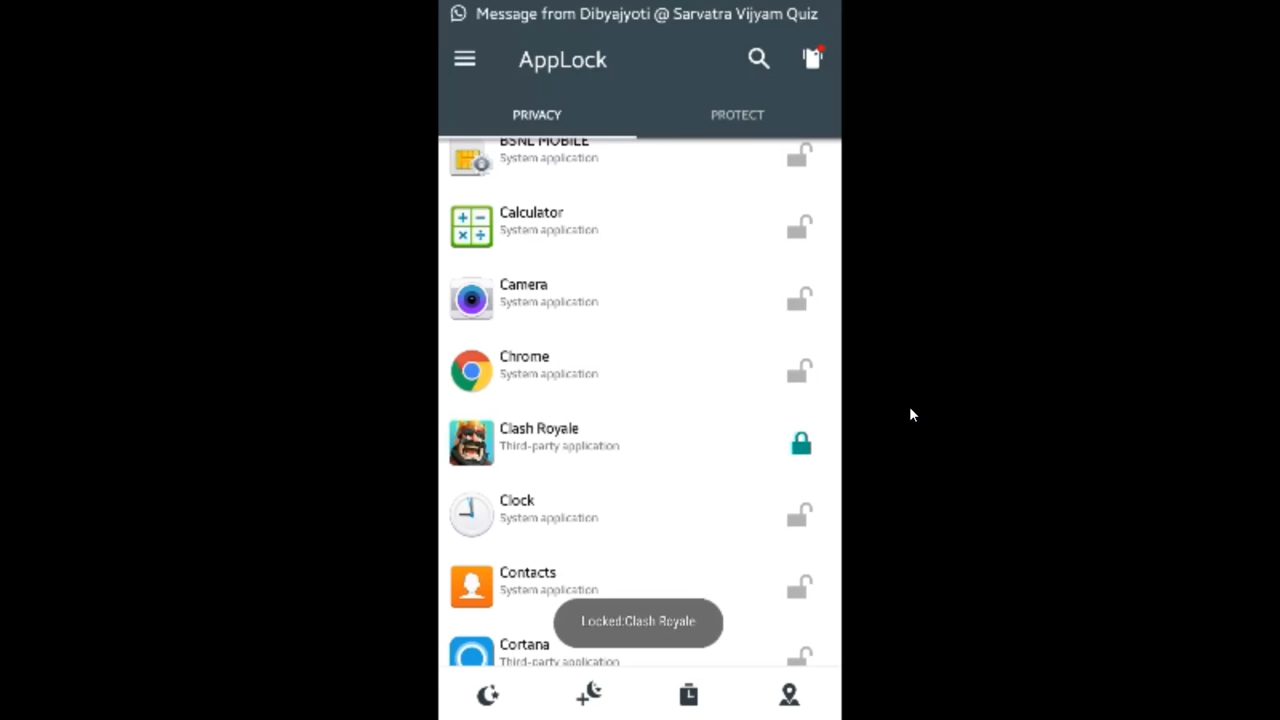 Message from Dibyajyoti @ Sarvatra Vijyam Quiz
AppLock
PRIVACY
PROTECT
BSNL MOBILE
System application
Calculator
System application
Camera
System application
Chrome
System application
Clash Royale
Third-party application
Clock
System application
Contacts
System application
Locked:Clash Royale
Cortana
Third-party application